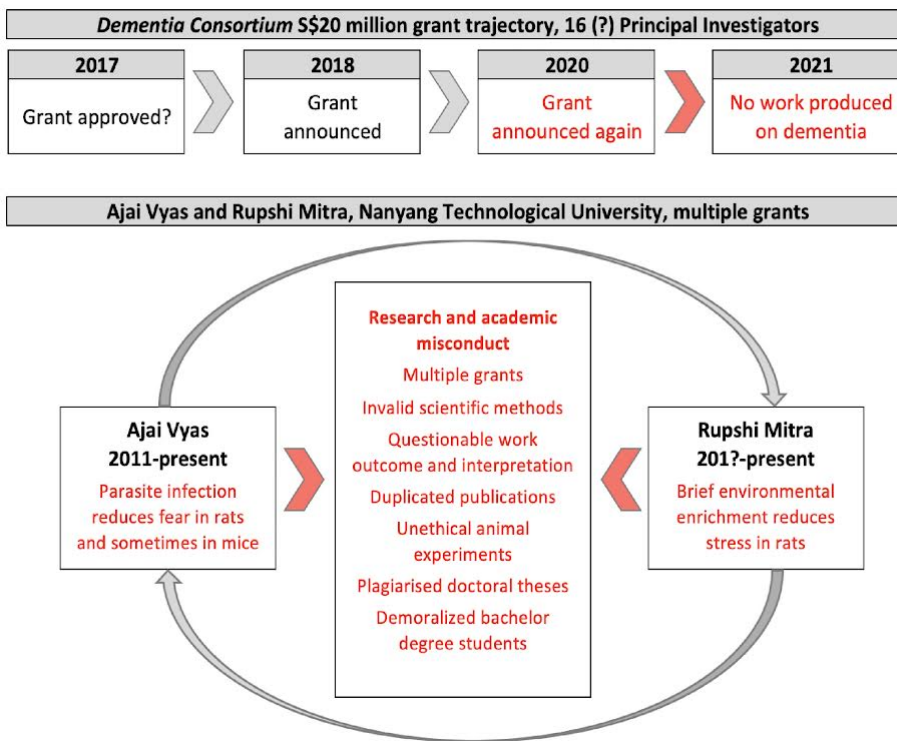 Dementia Consortium S$20 million grant trajectory, 16 (?) Principal Investigators
2017
Grant approved?
2018
Grant
announced
2020
Grant
announced again
2021
No work produced
on dementia
Ajai Vyas and Rupshi Mitra, Nanyang Technological University, multiple grants
Ajai Vyas
2011-present
Parasite infection
reduces fear in rats
and sometimes in mice
Research and academic
misconduct
Multiple grants
Invalid scientific methods
Questionable work
outcome and interpretation
Duplicated publications
Unethical animal
experiments
Plagiarised doctoral theses
Demoralized bachelor
degree students
Rupshi Mitra
201?-present
Brief environmental
enrichment reduces
stress in rats